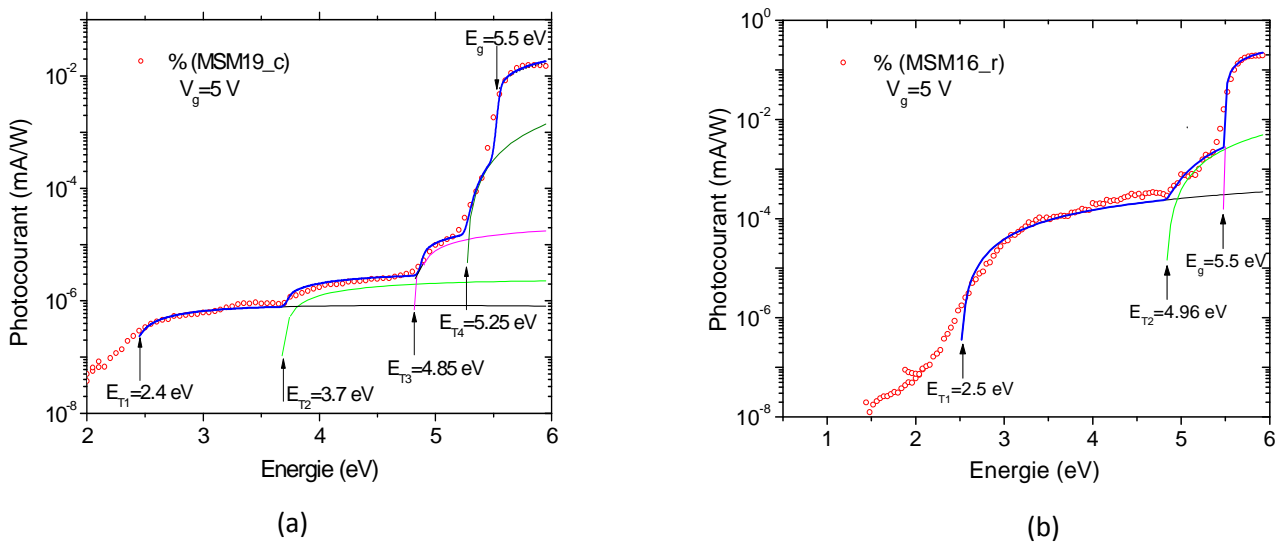 E_g=5.5 eV
% (MSM19_c)
V_g=5 V
Photocourant (mA/W)
10^-2
10^-4
10^-6
10^-8
E_T1=2.4 eV
E_T2=3.7 eV
E_T3=4.85 eV
E_T4=5.25 eV
2 3 4 5 6
Energie (eV)
(a)
% (MSM16_r)
V_g=5 V
Photocourant (mA/W)
10^0
10^-2
10^-4
10^-6
10^-8
E_g=5.5 eV
E_T2=4.96 eV
E_T1=2.5 eV
1 2 3 4 5 6
Energie (eV)
(b)